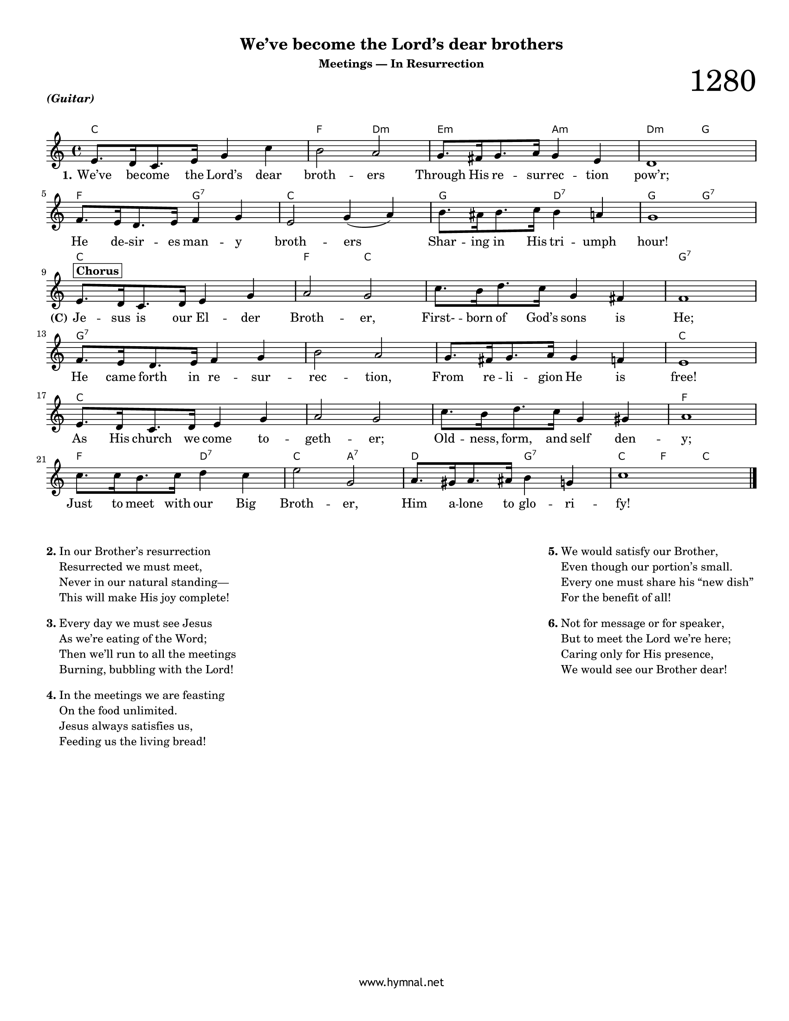 We've become the Lord's dear brothers
Meetings — In Resurrection
1280
(Guitar)
C F Dm Em Am Dm G
1. We've become the Lord's dear broth - ers Through His re - surrec - tion pow'r;
5
F G7 C G D7 G G7
He de-sir - es man - y broth - ers Shar - ing in His tri - umph hour!
9
C F C G7
Chorus
(C) Je - sus is our El - der Broth - er, First- - born of God's sons is He;
13
G7 C
He came forth in re - sur - rec - tion, From re - li - gion He is free!
17
C F
As His church we come to - geth - er; Old - ness, form, and self den - y;
21
F D7 C A7 D G7 C F C
Just to meet with our Big Broth - er, Him a-lone to glo - ri - fy!
2. In our Brother's resurrection
Resurrected we must meet,
Never in our natural standing—
This will make His joy complete!
3. Every day we must see Jesus
As we're eating of the Word;
Then we'll run to all the meetings
Burning, bubbling with the Lord!
4. In the meetings we are feasting
On the food unlimited.
Jesus always satisfies us,
Feeding us the living bread!
5. We would satisfy our Brother,
Even though our portion's small.
Every one must share his “new dish”
For the benefit of all!
6. Not for message or for speaker,
But to meet the Lord we're here;
Caring only for His presence,
We would see our Brother dear!
www.hymnal.net